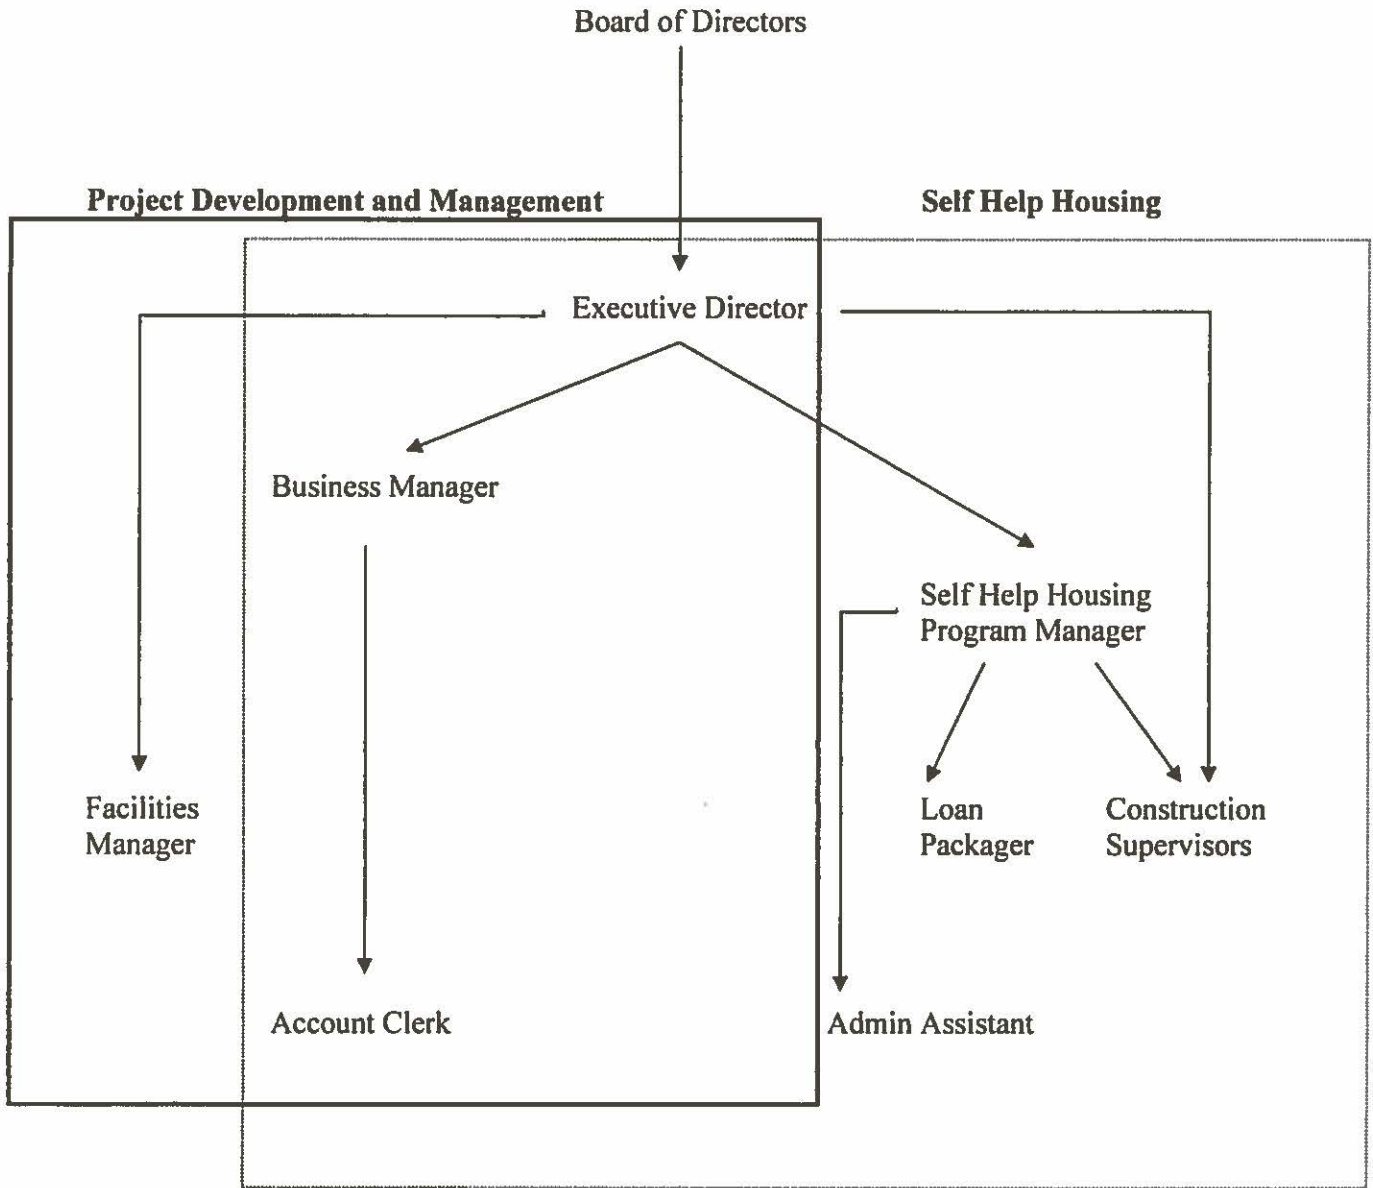 Board of Directors
Project Development and Management
Self Help Housing
Executive Director
Business Manager
Self Help Housing
Program Manager
Facilities
Manager
Loan
Packager
Construction
Supervisors
Account Clerk
Admin Assistant